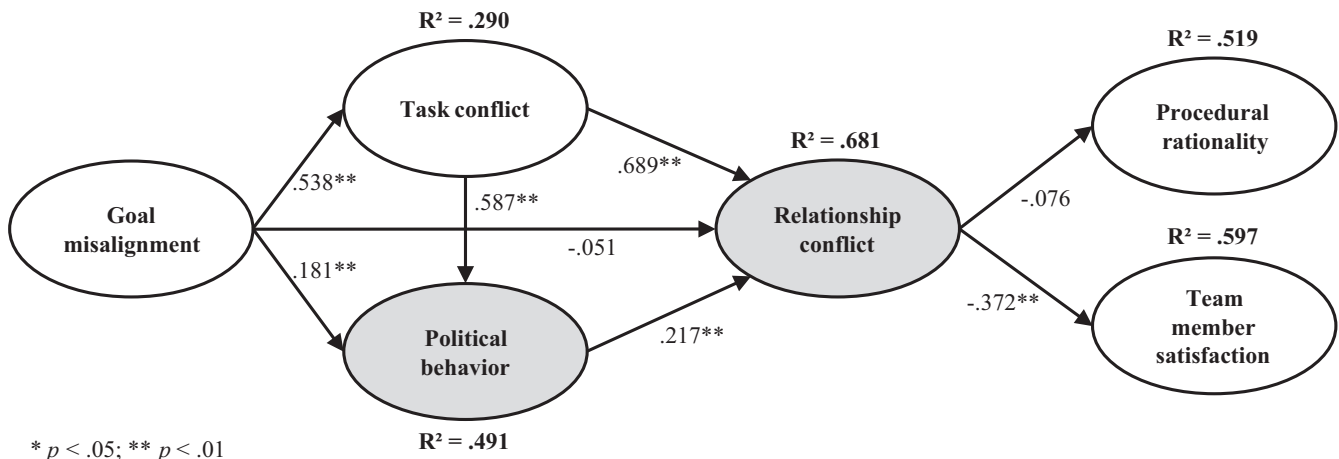 R² = .290
Task conflict
R² = .519
Procedural
rationality
R² = .681
.538**
.689**
.587**
Goal
misalignment
-.051
Relationship
conflict
-.076
R² = .597
.181**
Political
behavior
.217**
-.372**
Team
member
satisfaction
R² = .491
* p < .05; ** p < .01